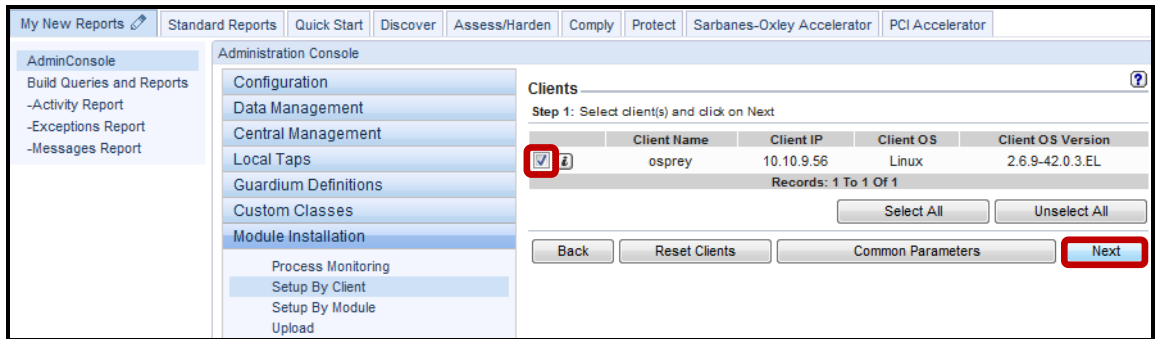 My New Reports Standard Reports Quick Start Discover Assess/Harden Comply Protect Sarbanes-Oxley Accelerator PCI Accelerator
AdminConsole
Build Queries and Reports
-Activity Report
-Exceptions Report
-Messages Report
Administration Console
Configuration
Data Management
Central Management
Local Taps
Guardium Definitions
Custom Classes
Module Installation
Process Monitoring
Setup By Client
Setup By Module
Upload
Clients
?
Step 1: Select client(s) and click on Next
Client Name Client IP Client OS Client OS Version
i osprey 10.10.9.56 Linux 2.6.9-42.0.3.EL
Records: 1 To 1 Of 1
Select All Unselect All
Back Reset Clients Common Parameters Next